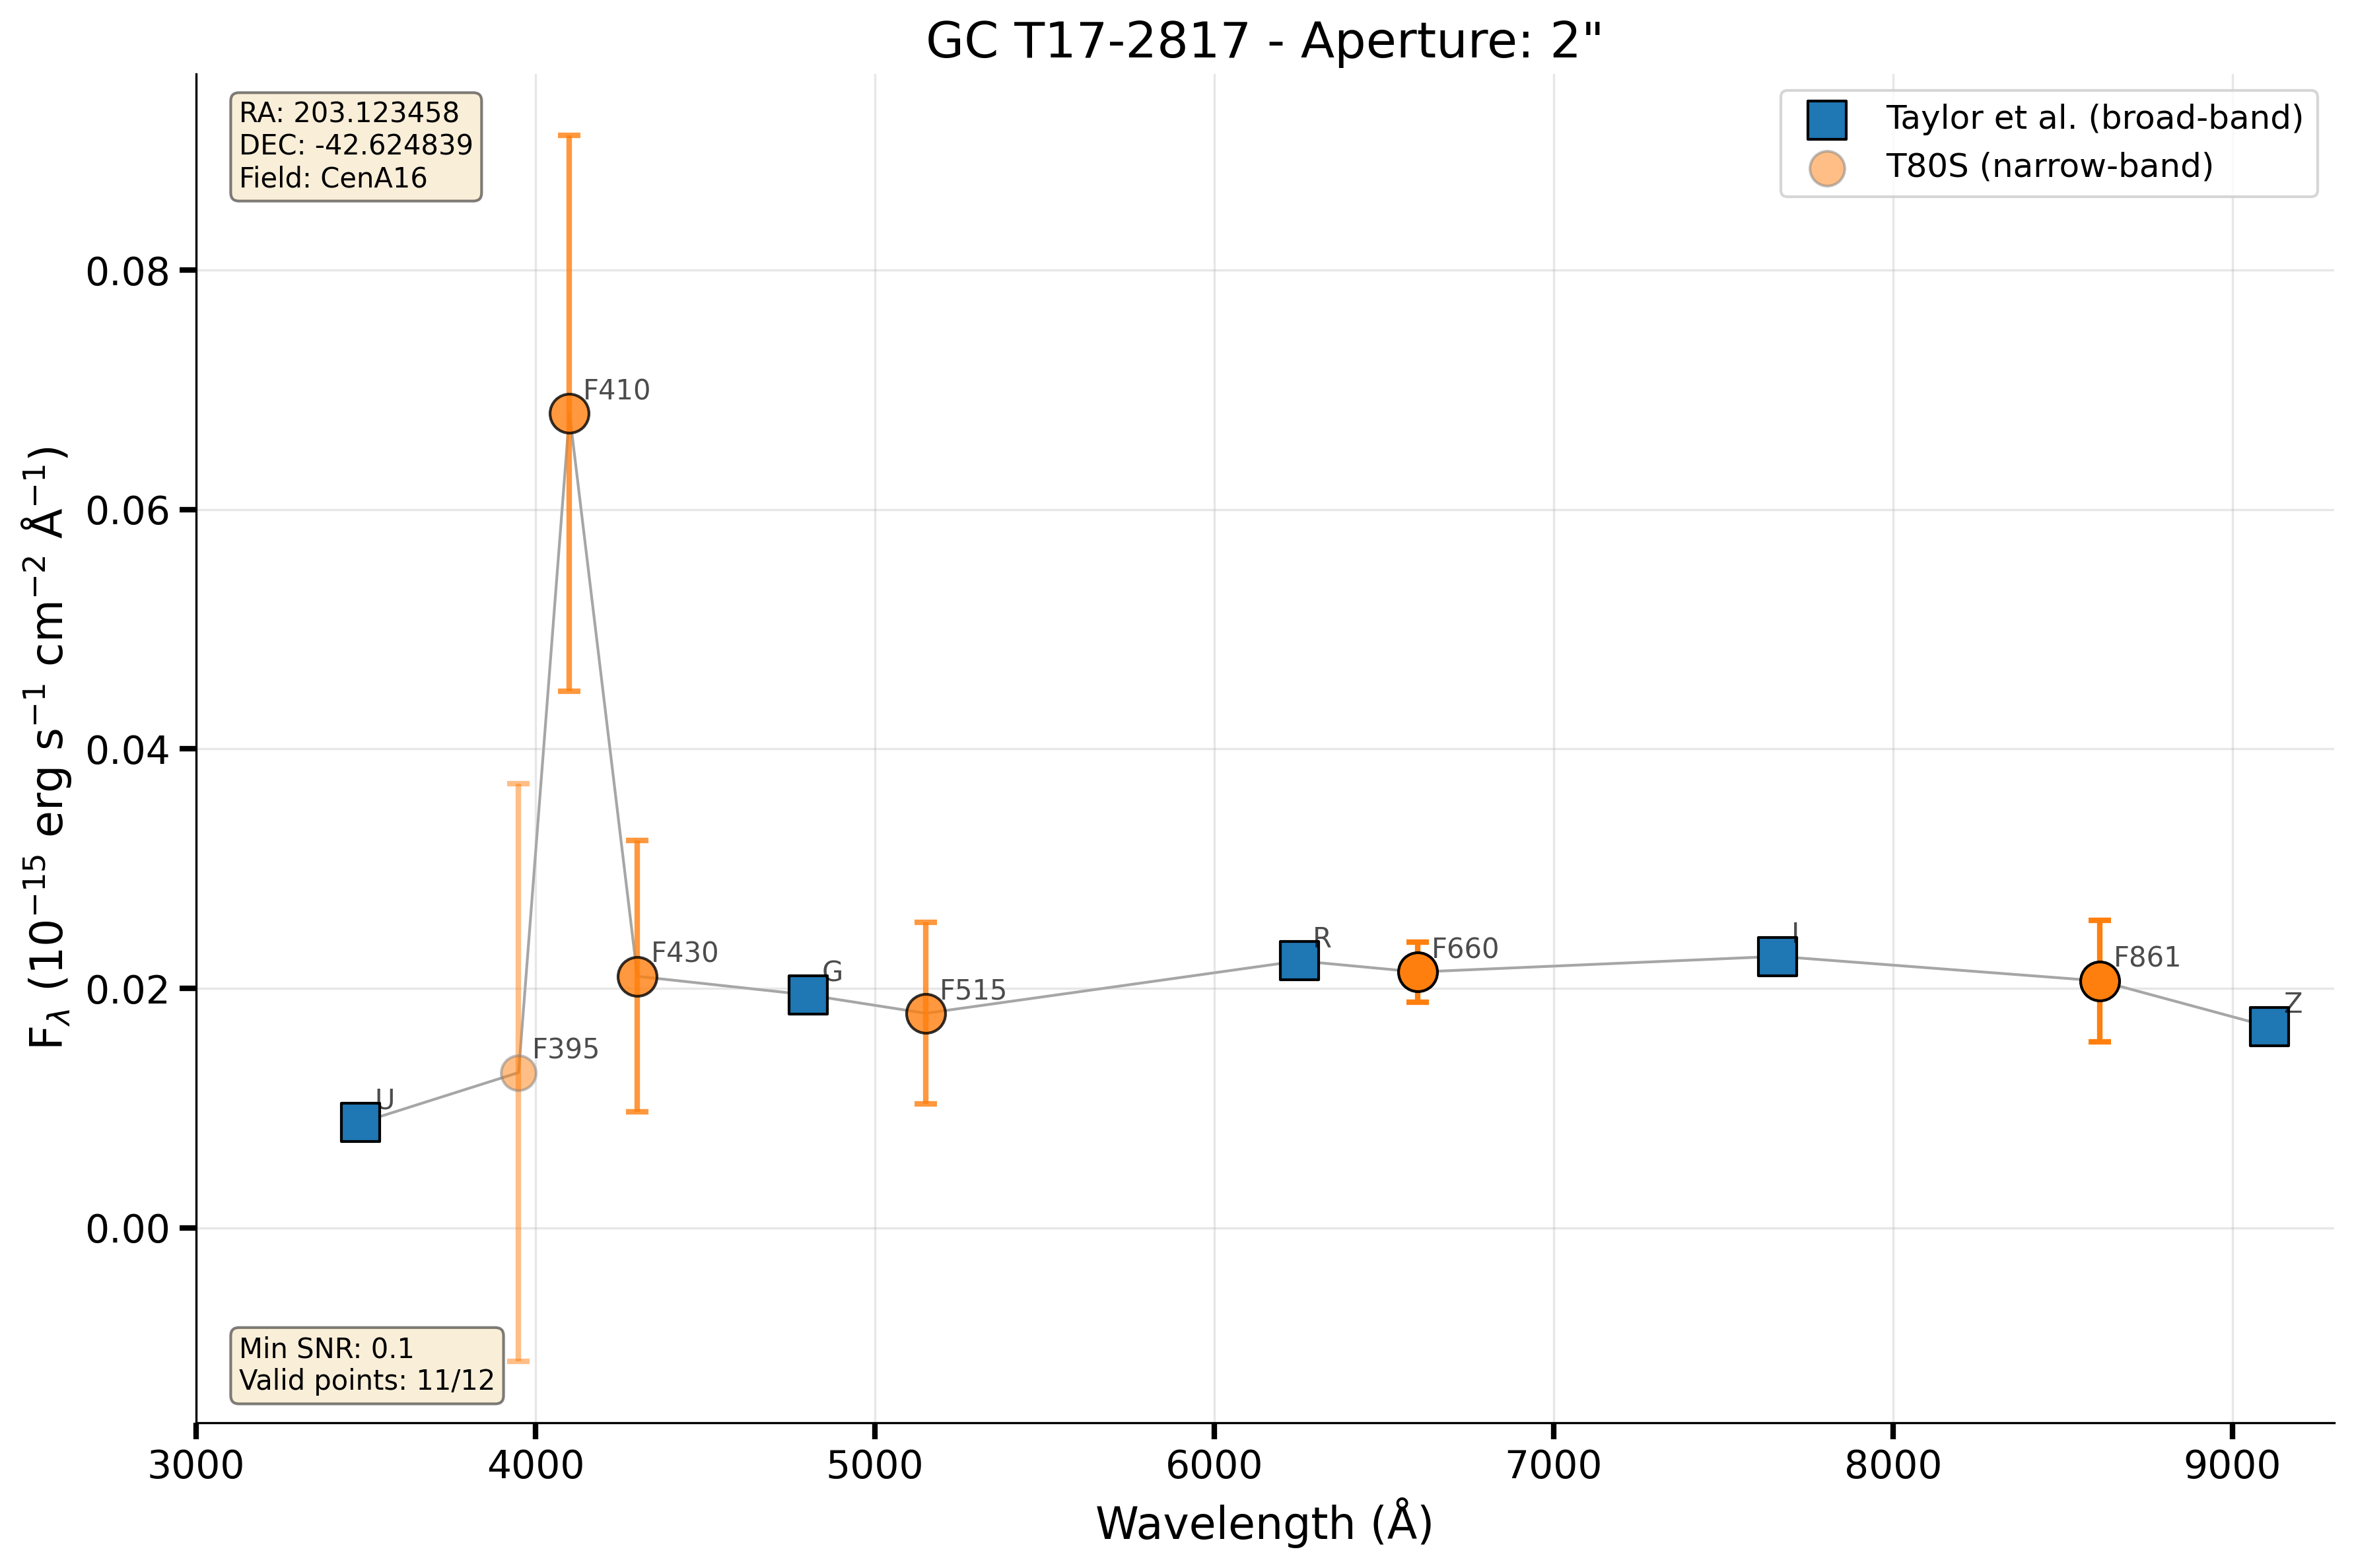 GC T17-2817 - Aperture: 2"
RA: 203.123458
DEC: -42.624839
Field: CenA16
Taylor et al. (broad-band)
T80S (narrow-band)
F410
F430
F395
U
G
F515
R
F660
I
F861
Z
0.08
0.06
0.04
0.02
0.00
F_λ (10⁻¹⁵ erg s⁻¹ cm⁻² Å⁻¹)
Min SNR: 0.1
Valid points: 11/12
3000 4000 5000 6000 7000 8000 9000
Wavelength (Å)